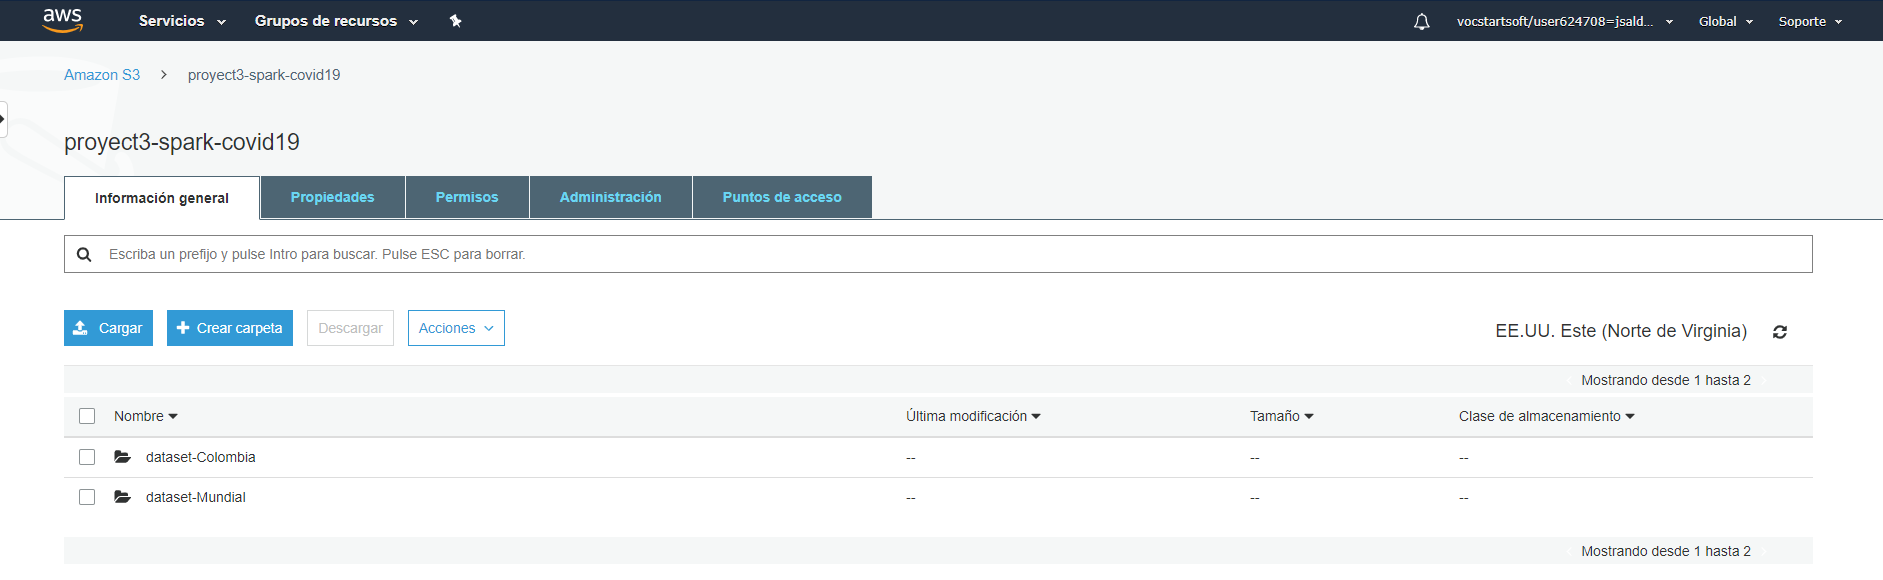 aws Servicios Grupos de recursos vocstartsoft/user624708=jsald... Global Soporte
Amazon S3 proyect3-spark-covid19
proyect3-spark-covid19
Información general Propiedades Permisos Administración Puntos de acceso
Escriba un prefijo y pulse Intro para buscar. Pulse ESC para borrar.
Cargar Crear carpeta Descargar Acciones EE.UU. Este (Norte de Virginia)
Mostrando desde 1 hasta 2
Nombre Última modificación Tamaño Clase de almacenamiento
dataset-Colombia -- -- --
dataset-Mundial -- -- --
Mostrando desde 1 hasta 2